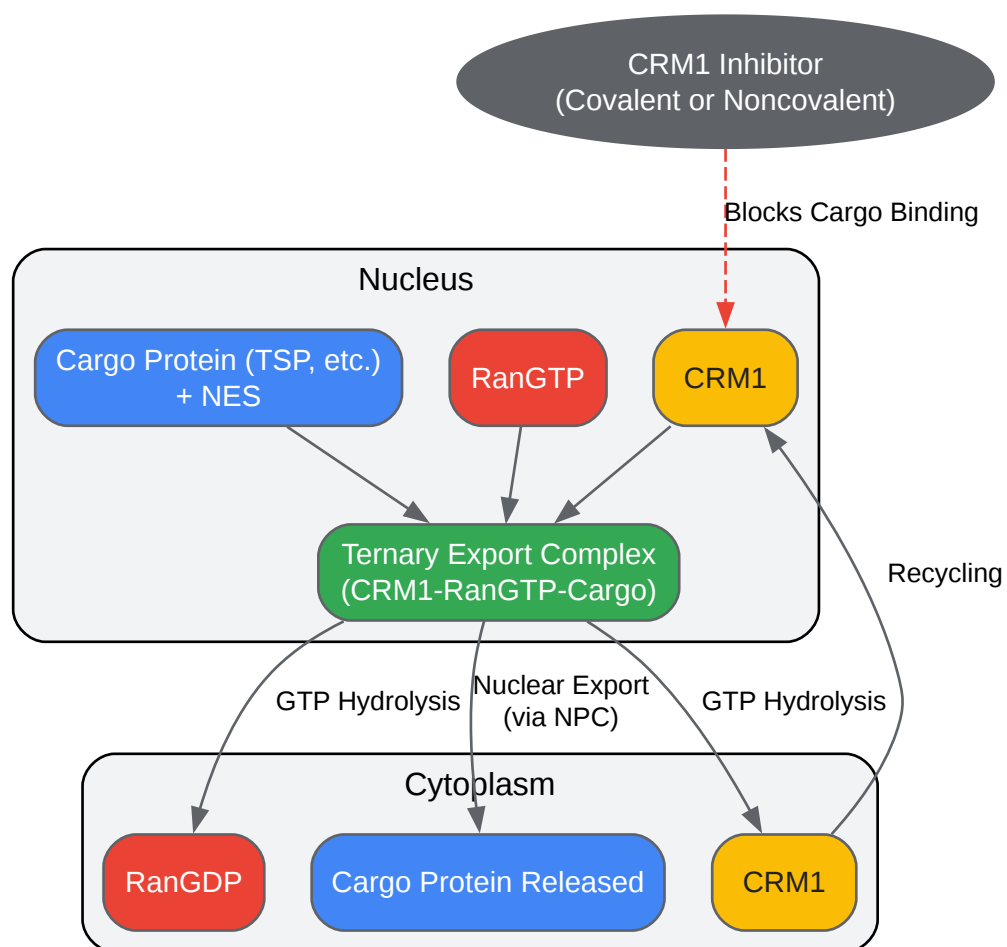 CRM1 Inhibitor
(Covalent or Noncovalent)
Blocks Cargo Binding
Nucleus
Cargo Protein (TSP, etc.)
+ NES
RanGTP
CRM1
Ternary Export Complex
(CRM1-RanGTP-Cargo)
Recycling
GTP Hydrolysis
Nuclear Export
(via NPC)
GTP Hydrolysis
Cytoplasm
RanGDP
Cargo Protein Released
CRM1